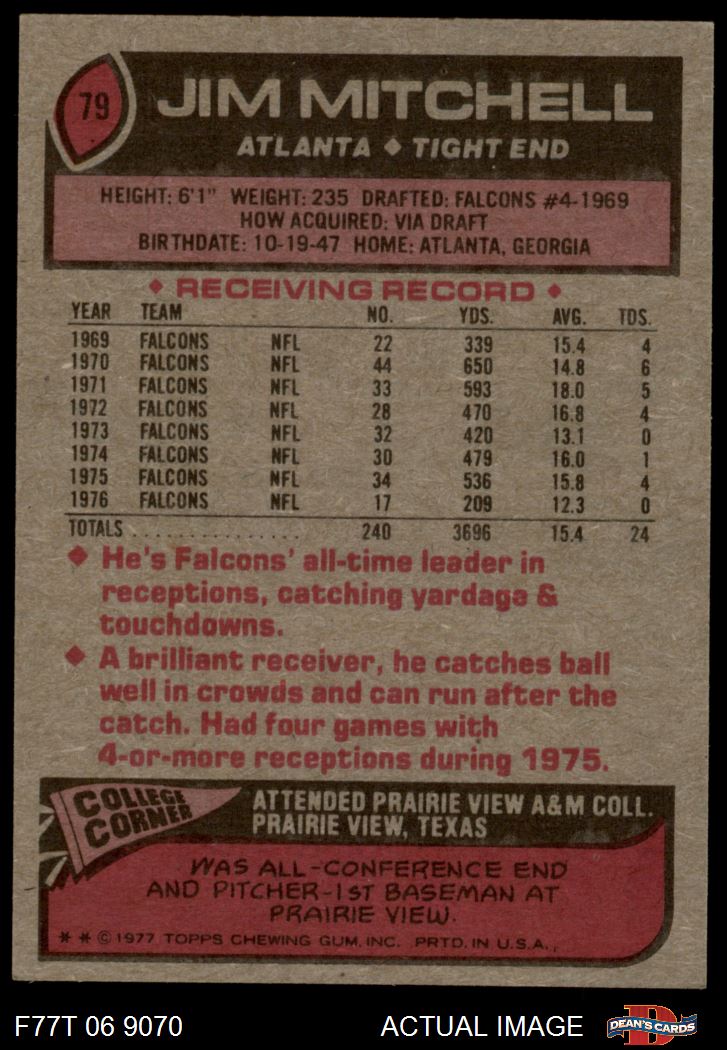 79
JIM MITCHELL
ATLANTA ♦ TIGHT END
HEIGHT: 6'1" WEIGHT: 235 DRAFTED: FALCONS #4-1969
HOW ACQUIRED: VIA DRAFT
BIRTHDATE: 10-19-47 HOME: ATLANTA, GEORGIA
♦ RECEIVING RECORD ♦
YEAR TEAM NO. YDS. AVG. TDS.
1969 FALCONS NFL 22 339 15.4 4
1970 FALCONS NFL 44 650 14.8 6
1971 FALCONS NFL 33 593 18.0 5
1972 FALCONS NFL 28 470 16.8 4
1973 FALCONS NFL 32 420 13.1 0
1974 FALCONS NFL 30 479 16.0 1
1975 FALCONS NFL 34 536 15.8 4
1976 FALCONS NFL 17 209 12.3 0
TOTALS . . . . . . . . . . . . . . . 240 3696 15.4 24
♦ He's Falcons' all-time leader in
receptions, catching yardage &
touchdowns.
♦ A brilliant receiver, he catches ball
well in crowds and can run after the
catch. Had four games with
4-or-more receptions during 1975.
COLLEGE
CORNER
ATTENDED PRAIRIE VIEW A&M COLL.
PRAIRIE VIEW, TEXAS
WAS ALL-CONFERENCE END
AND PITCHER-1ST BASEMAN AT
PRAIRIE VIEW.
* * © 1977 TOPPS CHEWING GUM, INC. PRTD. IN U.S.A.
F77T 06 9070 ACTUAL IMAGE
D
DEAN'S CARDS